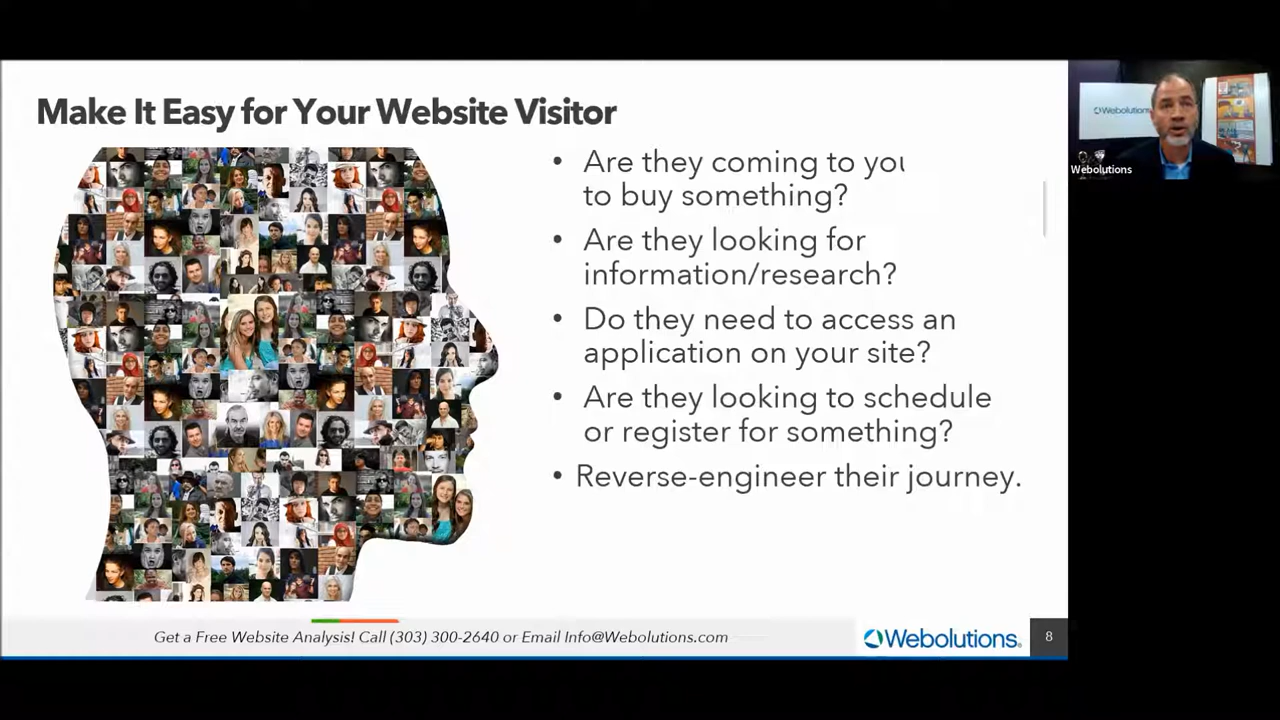 Make It Easy for Your Website Visitor
• Are they coming to you
to buy something?
• Are they looking for
information/research?
• Do they need to access an
application on your site?
• Are they looking to schedule
or register for something?
• Reverse-engineer their journey.
Get a Free Website Analysis! Call (303) 300-2640 or Email Info@Webolutions.com
Webolutions.
8
Webolutions
Webolutions